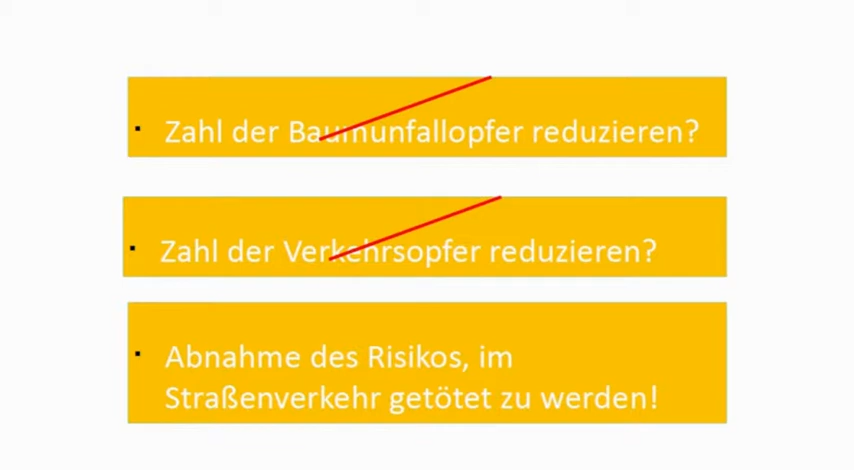 ▪ Zahl der Baumunfallopfer reduzieren?
▪ Zahl der Verkehrsopfer reduzieren?
▪ Abnahme des Risikos, im
Straßenverkehr getötet zu werden!